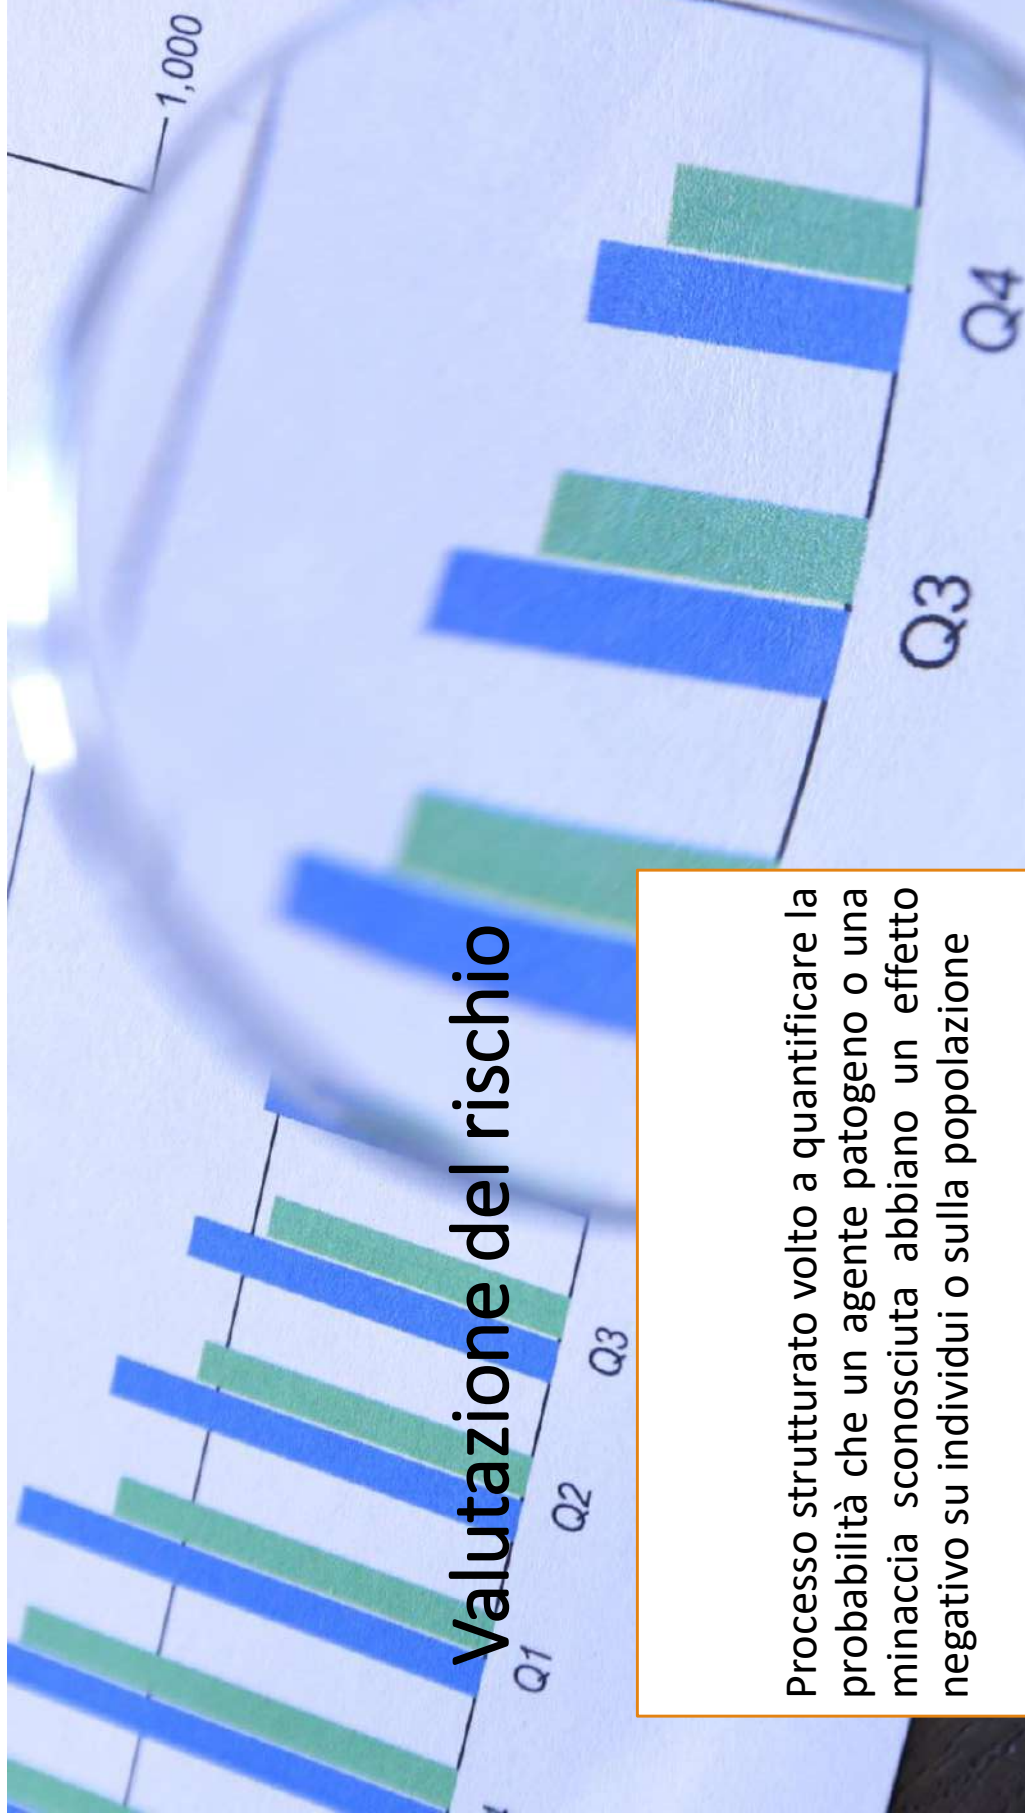 1,000
Valutazione del rischio
Q1
Q2
Q3
Q3
Q4
Processo strutturato volto a quantificare la
probabilità che un agente patogeno o una
minaccia sconosciuta abbiano un effetto
negativo su individui o sulla popolazione